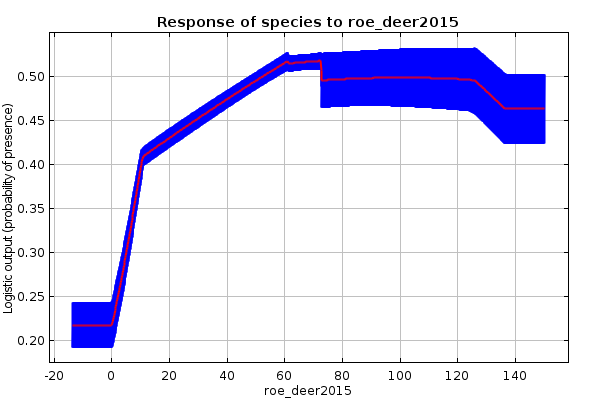 Response of species to roe_deer2015
Logistic output (probability of presence)
0.50
0.45
0.40
0.35
0.30
0.25
0.20
-20 0 20 40 60 80 100 120 140
roe_deer2015